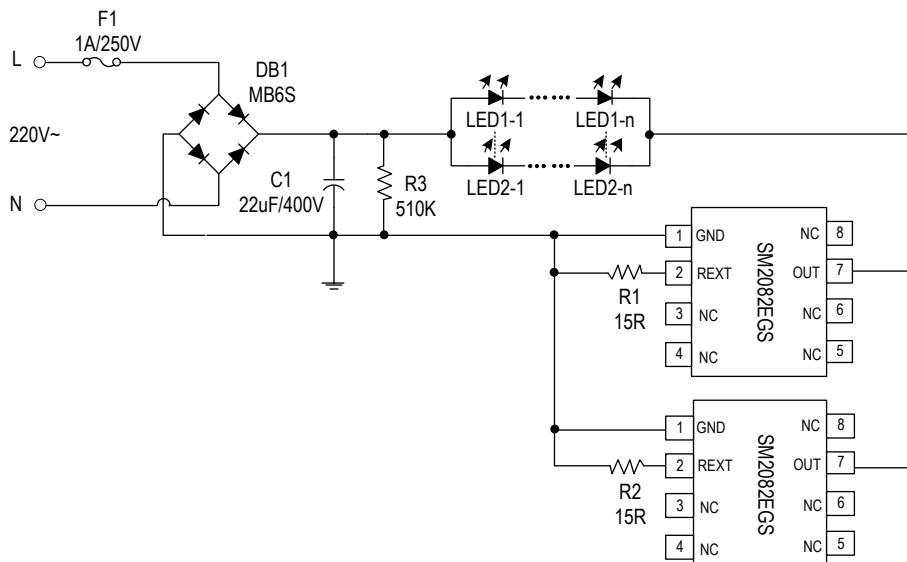 F1
1A/250V
L
DB1
MB6S
220V~
N
C1
22uF/400V
R3
510K
LED1-1
LED1-n
LED2-1
LED2-n
1
GND
NC
8
2
REXT
OUT
7
3
NC
NC
6
4
NC
NC
5
SM2082EGS
R1
15R
1
GND
NC
8
2
REXT
OUT
7
3
NC
NC
6
4
NC
NC
5
SM2082EGS
R2
15R